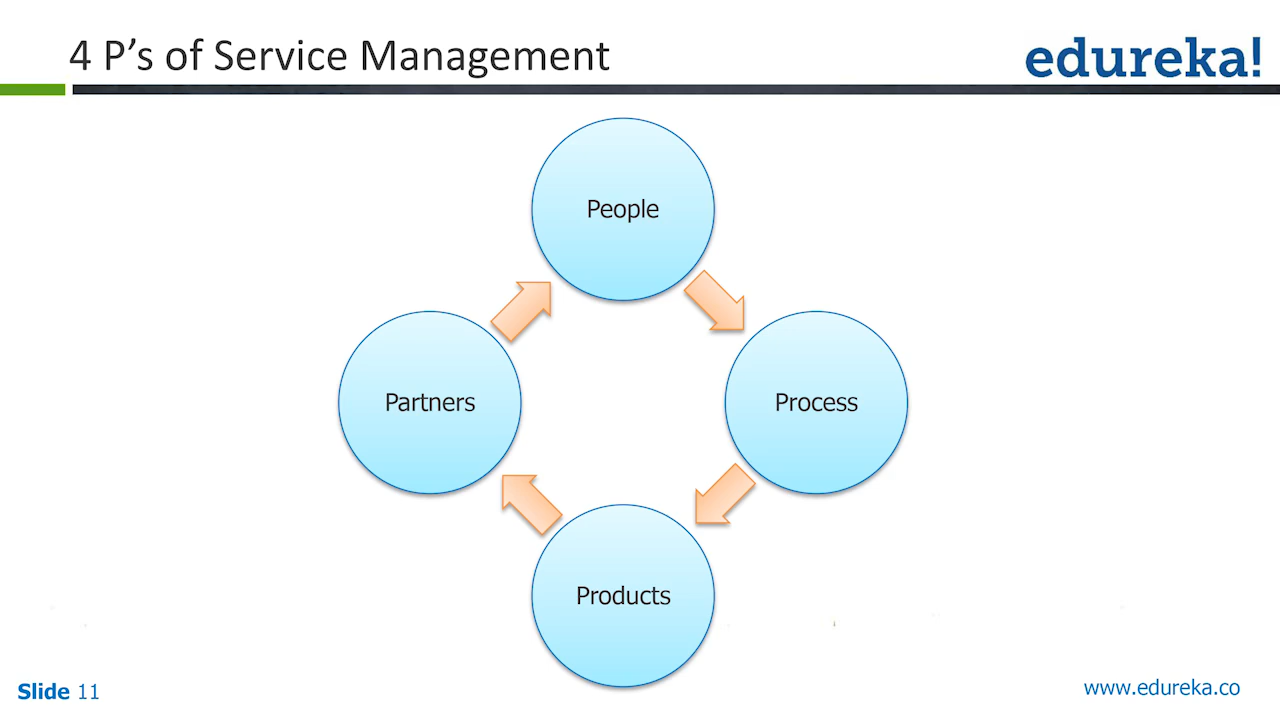 4 P’s of Service Management
edureka!
People
Partners
Process
Products
Slide 11
www.edureka.co